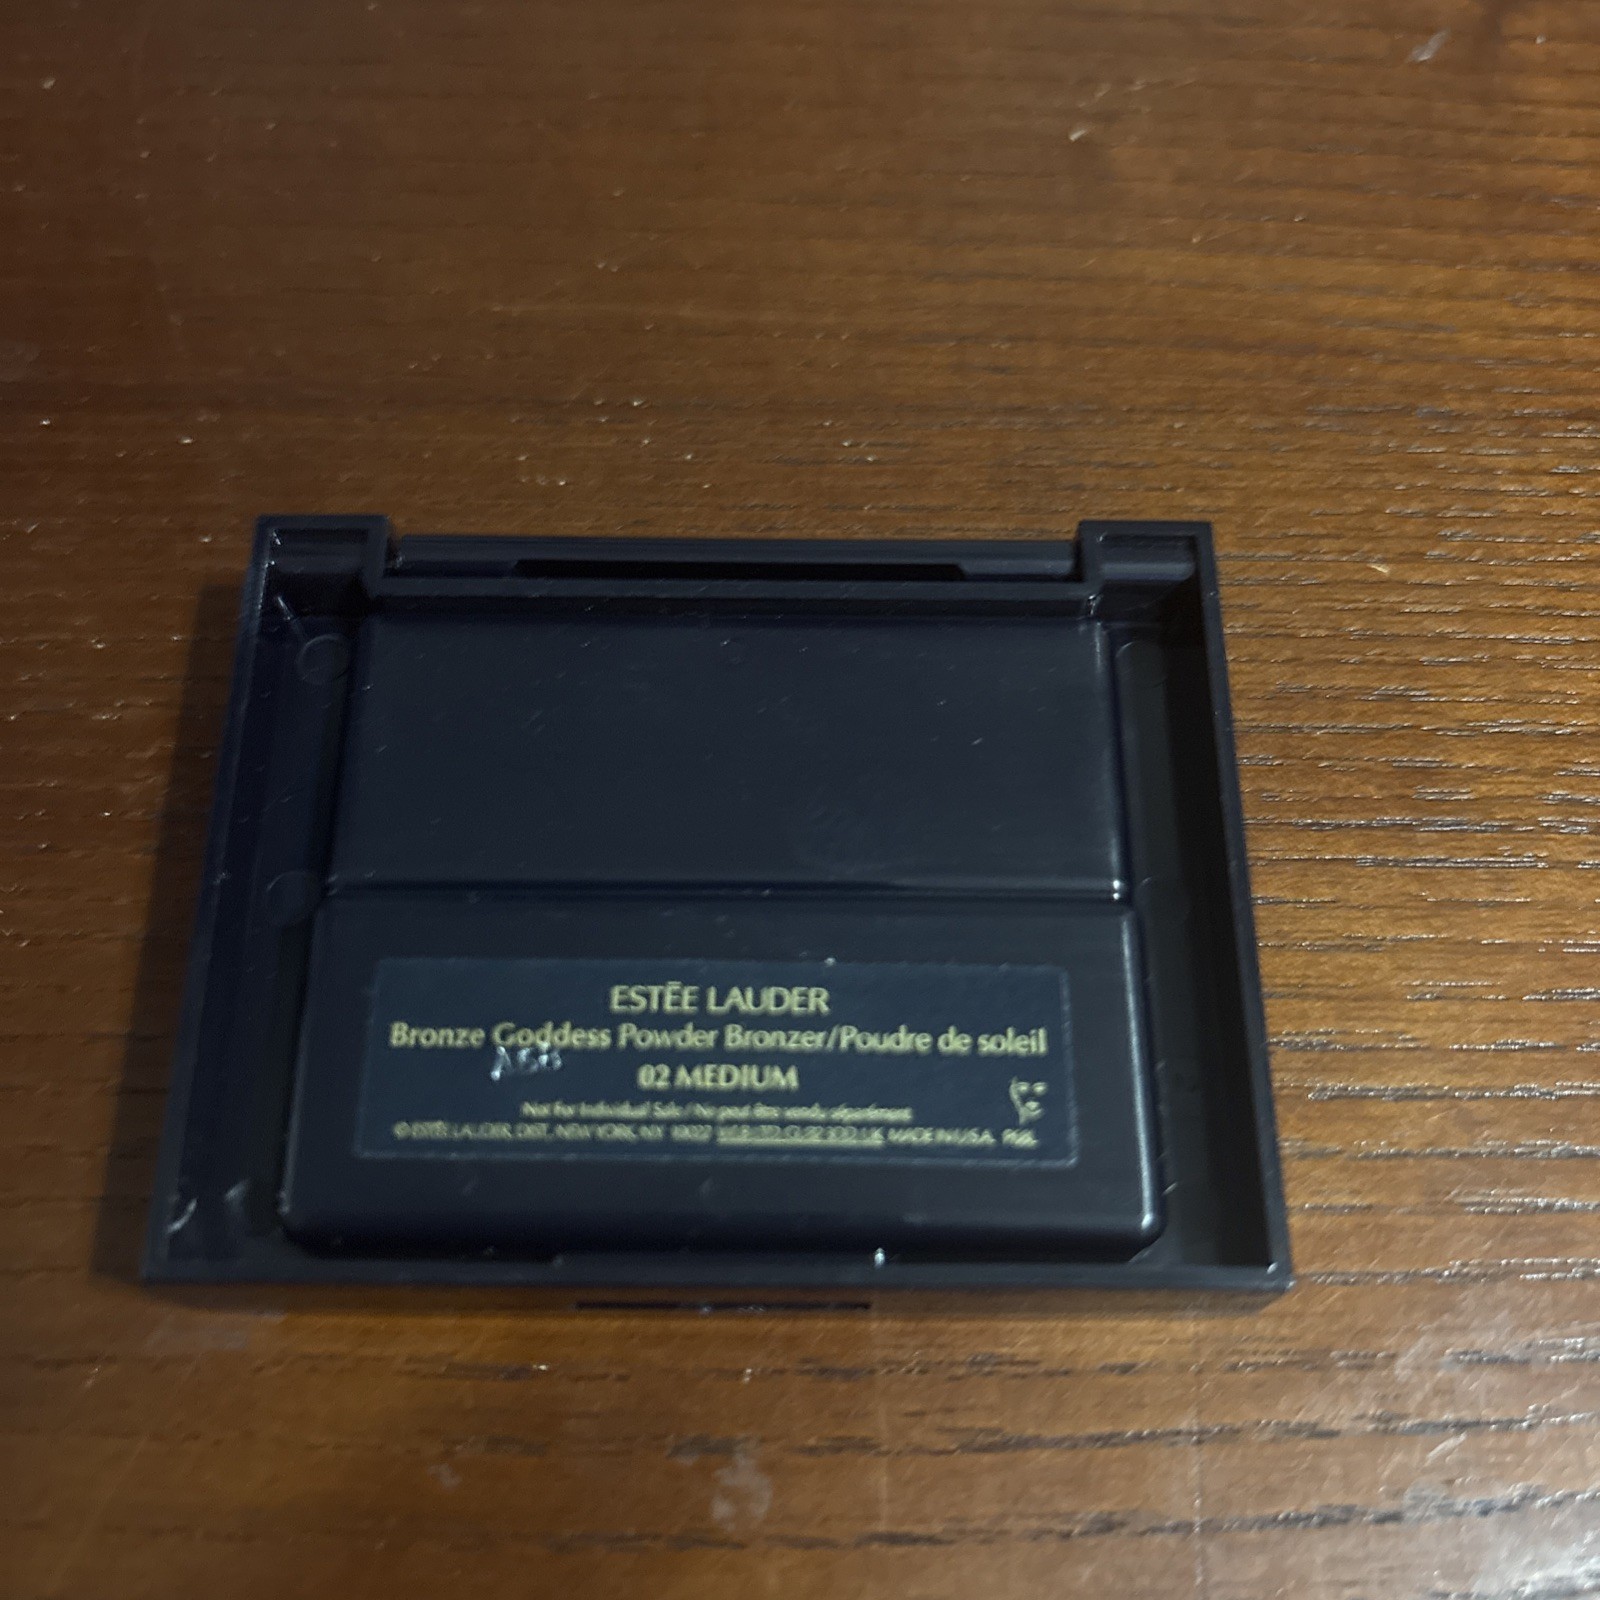 ESTĒE LAUDER
Bronze Goddess Powder Bronzer/Poudre de soleil
02 MEDIUM
Not for Individual Sale / Ne peut être vendu séparément
© ESTĒE LAUDER, DIST. NEW YORK, NY 10022 MADE IN U.S.A.